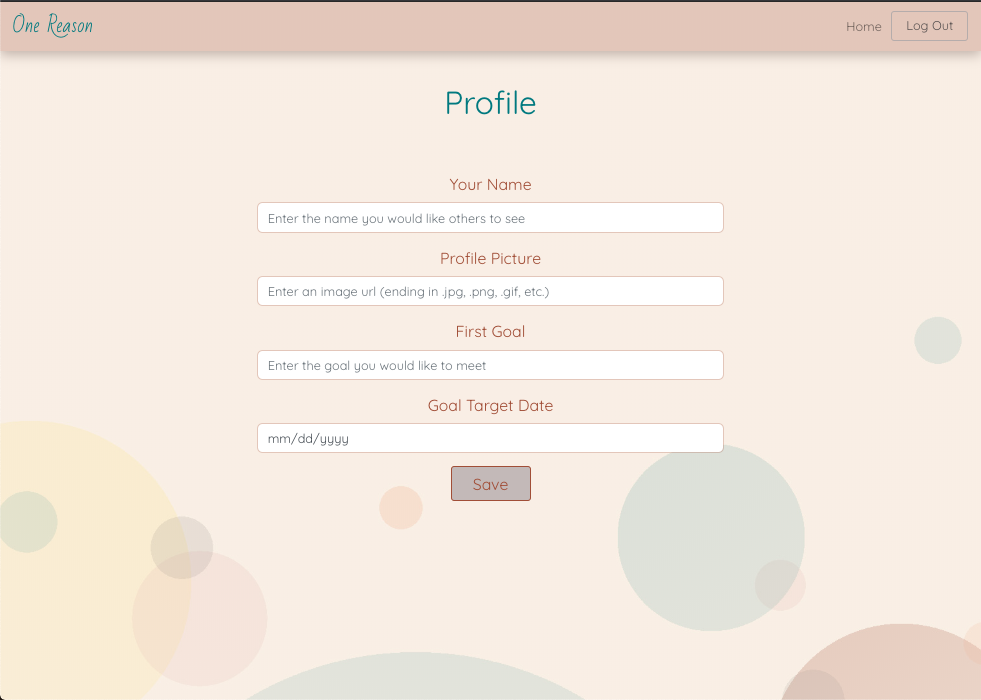 One Reason
Home
Log Out
Profile
Your Name
Enter the name you would like others to see
Profile Picture
Enter an image url (ending in .jpg, .png, .gif, etc.)
First Goal
Enter the goal you would like to meet
Goal Target Date
mm/dd/yyyy
Save